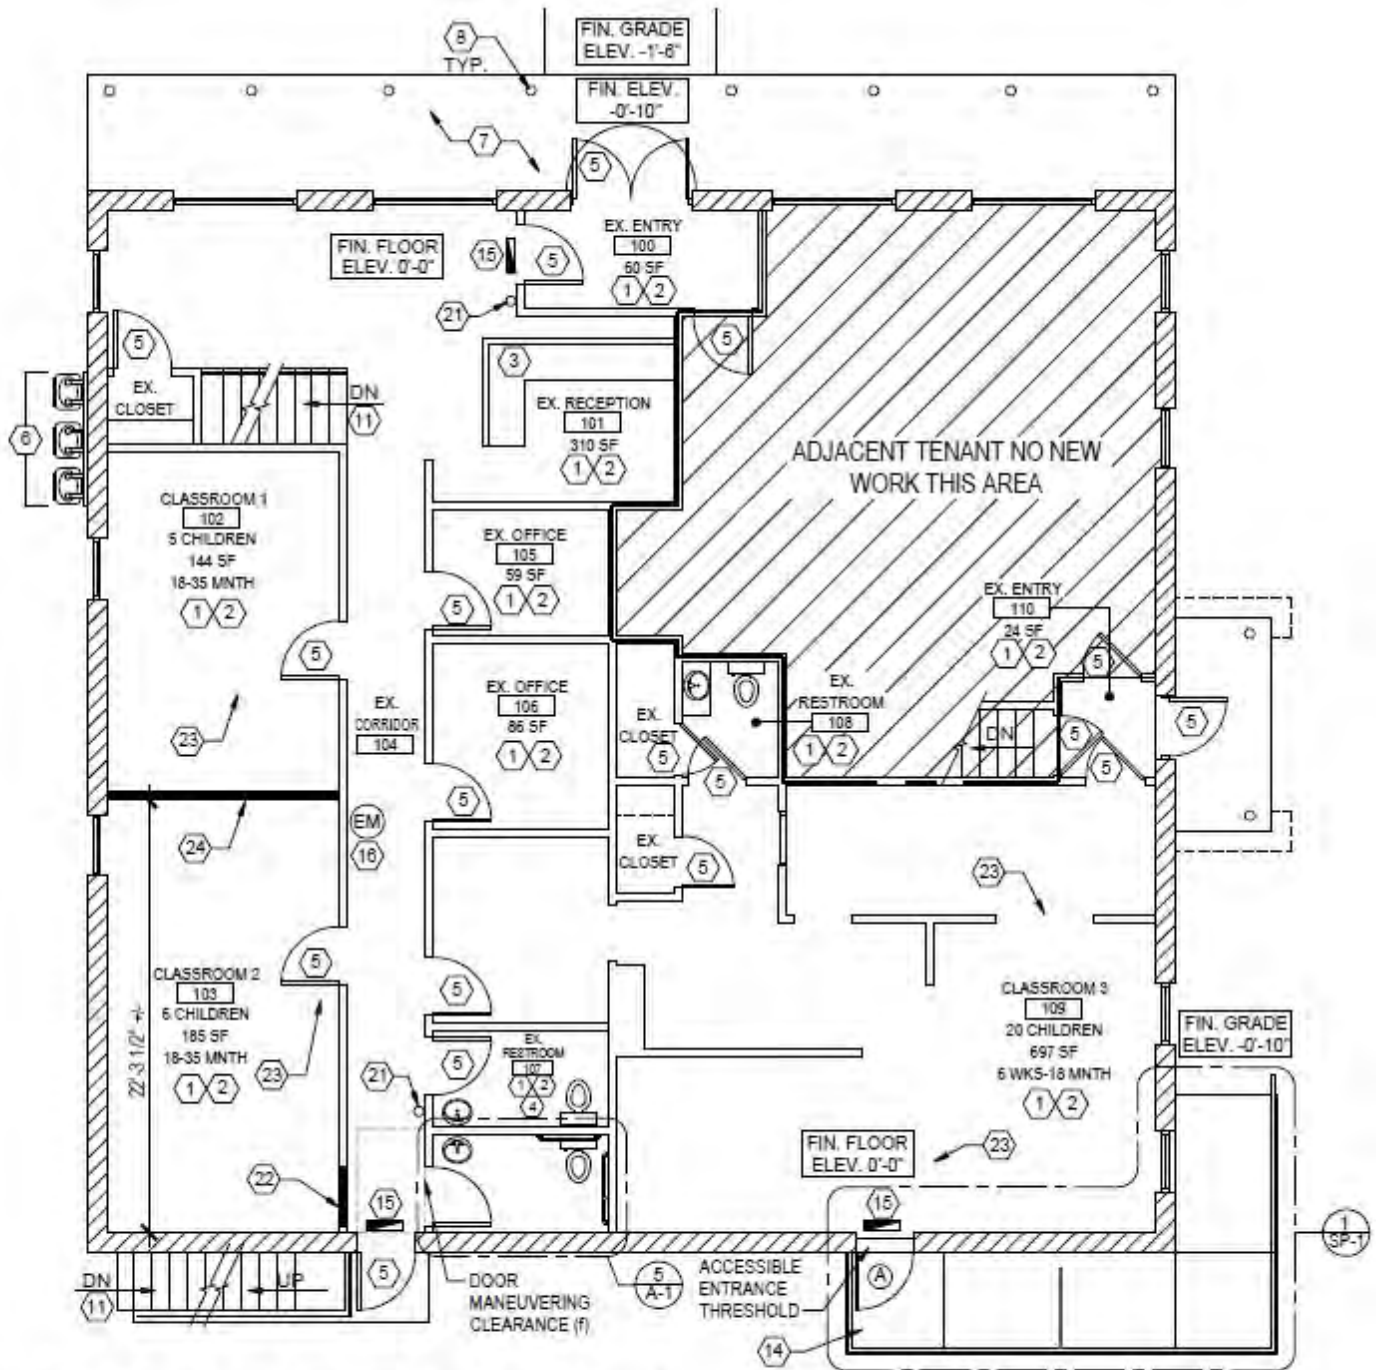 8
TYP.
FIN. GRADE
ELEV. -1'-6"
FIN. ELEV.
-0'-10"
7
5
FIN. FLOOR
ELEV. 0'-0"
15
5
EX. ENTRY
100
60 SF
1 2
21
5
5
3
EX.
CLOSET
DN
11
6
EX. RECEPTION
101
310 SF
1 2
ADJACENT TENANT NO NEW
WORK THIS AREA
CLASSROOM 1
102
5 CHILDREN
144 SF
18-35 MNTH
1 2
EX. OFFICE
105
59 SF
1 2
5
5
23
EX. ENTRY
110
24 SF
1 2
5
EX.
CORRIDOR
104
EX. OFFICE
106
86 SF
1 2
5
EX.
CLOSET
5
5
EX.
RESTROOM
108
1 2
DN
5
5
5
24
EM
16
EX.
CLOSET
5
23
22'-3 1/2" +/-
CLASSROOM 2
103
6 CHILDREN
185 SF
18-35 MNTH
1 2
5
23
5
5
EX.
RESTROOM
107
1 2
4
21
CLASSROOM 3
109
20 CHILDREN
697 SF
6 WKS-18 MNTH
1 2
FIN. GRADE
ELEV. -0'-10"
FIN. FLOOR
ELEV. 0'-0"
23
22
15
15
1
SP-1
DN
11
UP
5
DOOR
MANEUVERING
CLEARANCE (f)
5
A-1
ACCESSIBLE
ENTRANCE
THRESHOLD
A
14